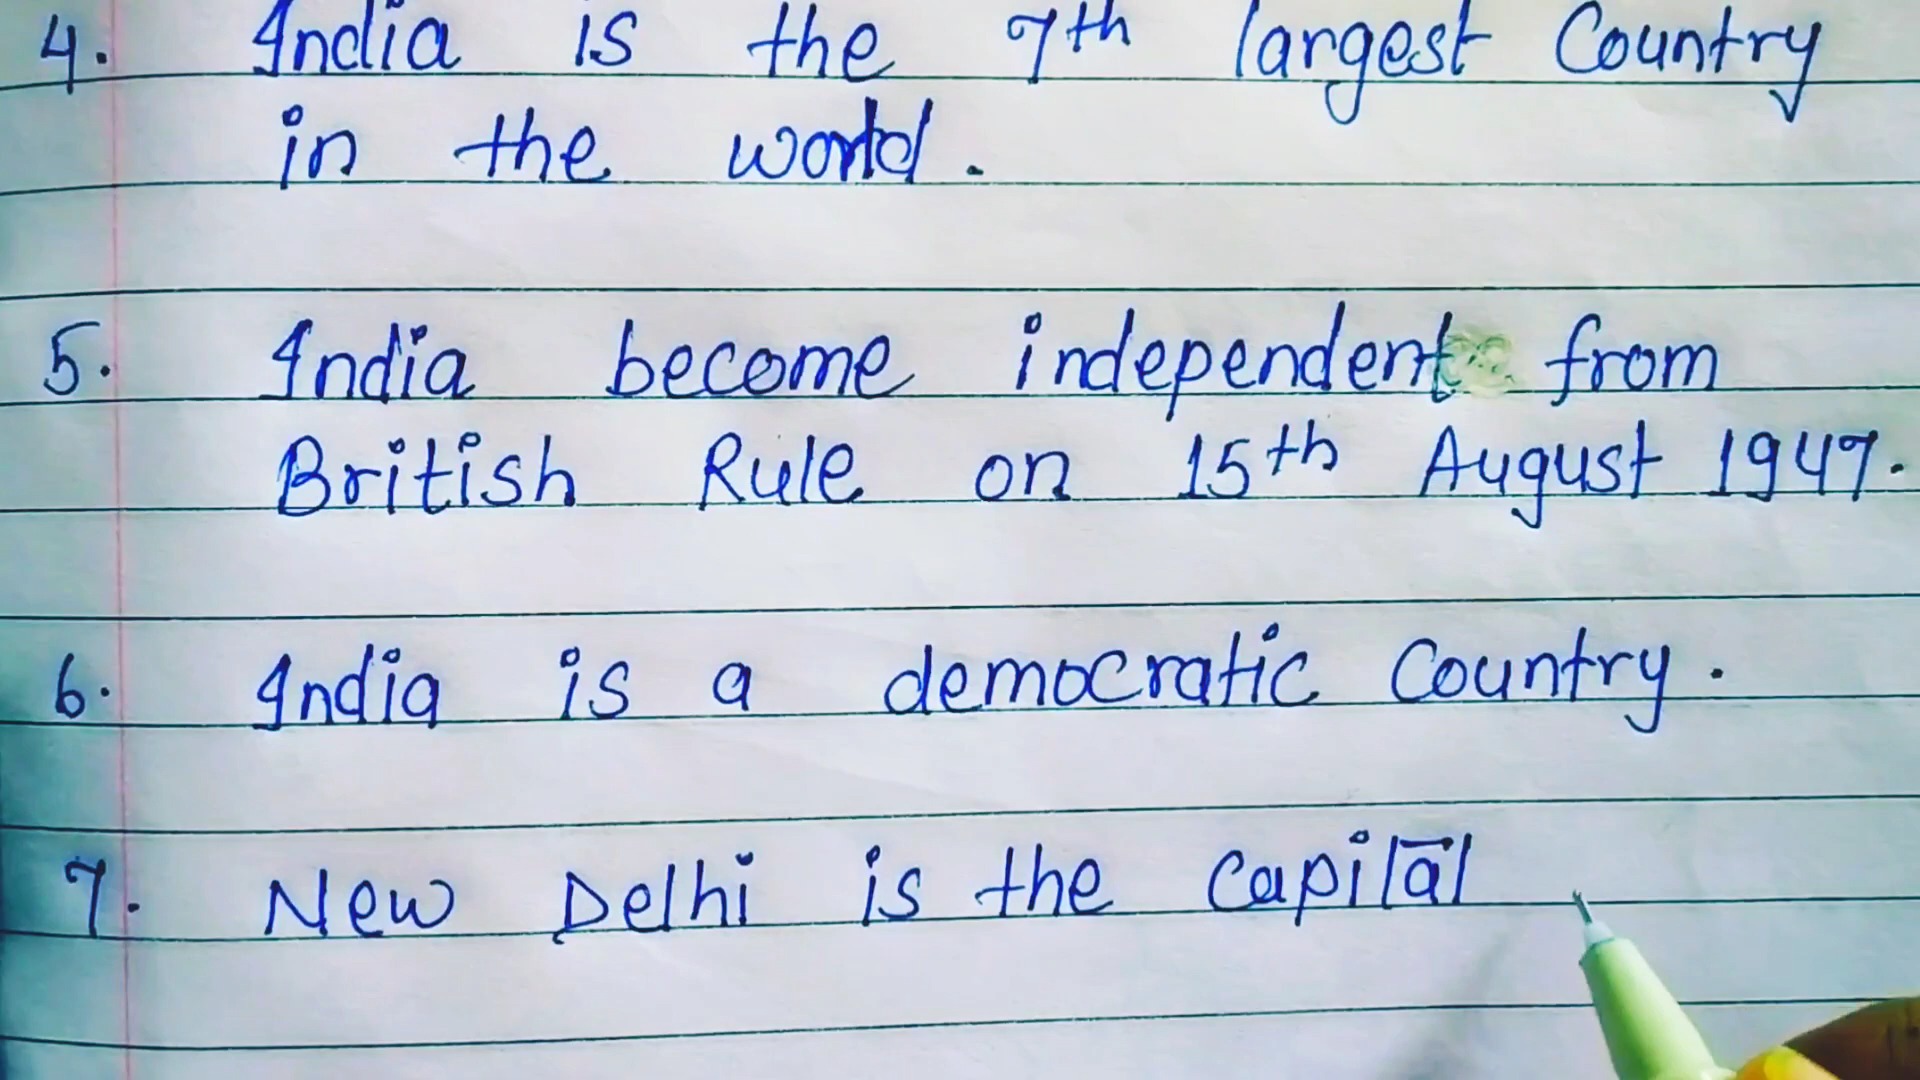 4. India is the 7th largest Country
in the world.
5. India become independent from
British Rule on 15th August 1947.
6. India is a democratic Country.
7. New Delhi is the Capital